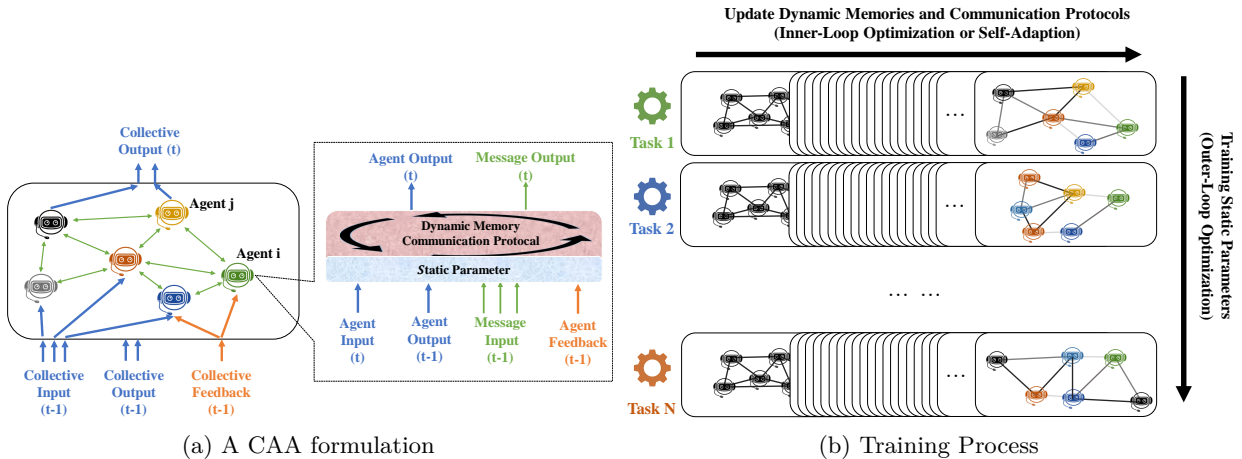 Collective
Output (t)
Agent j
Agent i
Collective
Input
(t-1)
Collective
Output
(t-1)
Collective
Feedback
(t-1)
Agent Output
(t)
Message Output
(t)
Dynamic Memory
Communication Protocal
Static Parameter
Agent
Input
(t)
Agent
Output
(t-1)
Message
Input
(t-1)
Agent
Feedback
(t-1)
(a) A CAA formulation
Update Dynamic Memories and Communication Protocols
(Inner-Loop Optimization or Self-Adaption)
Task 1
...
Task 2
...
... ...
Task N
...
Training Static Parameters
(Outer-Loop Optimization)
(b) Training Process